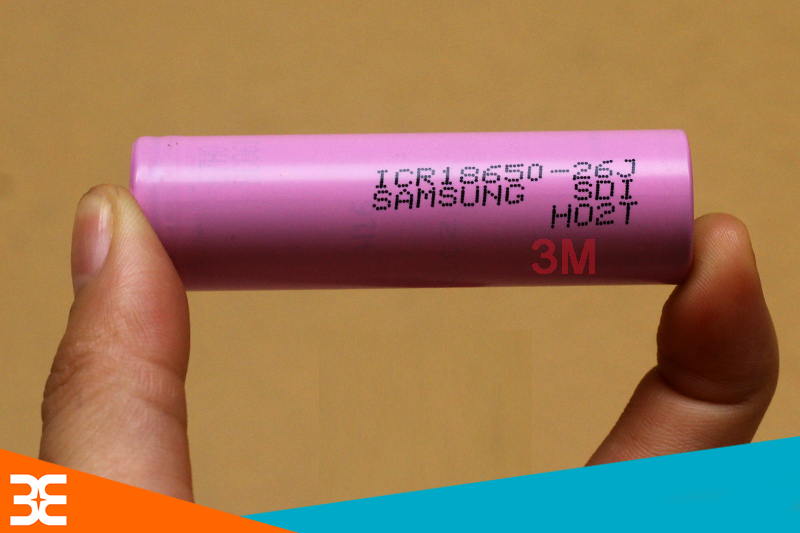 ICR18650-26J
SAMSUNG SDI
H02T
3M